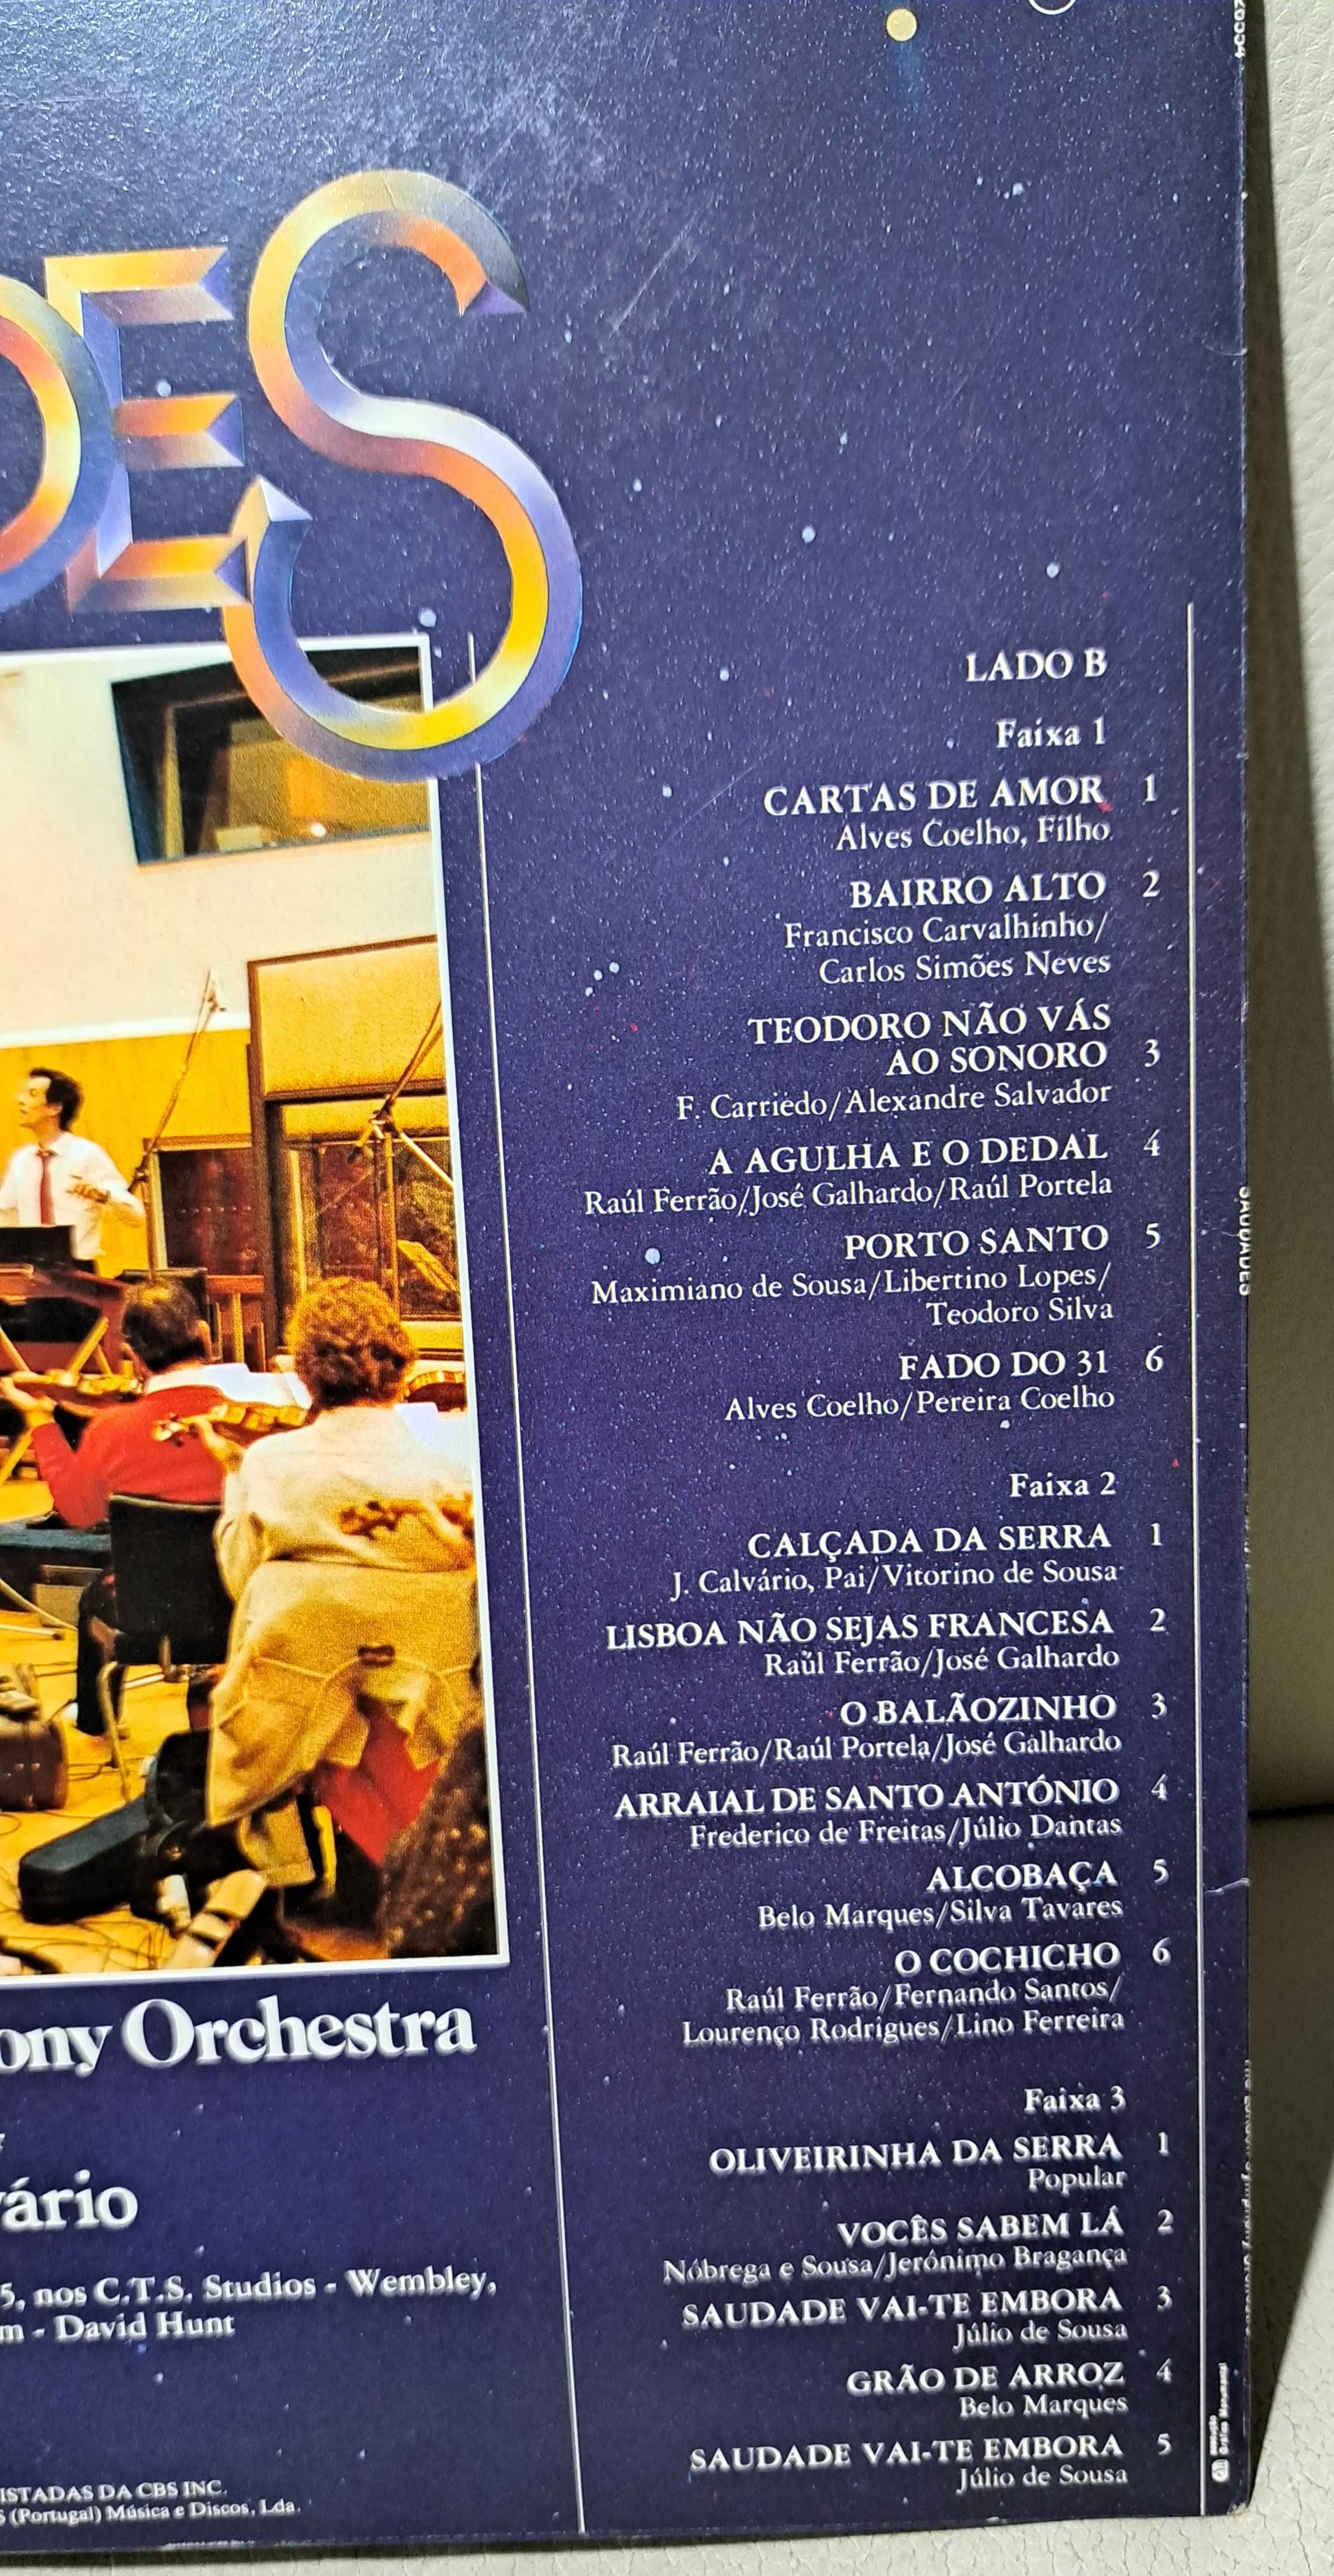 DES
LADO B
Faixa 1
CARTAS DE AMOR 1
Alves Coelho, Filho
BAIRRO ALTO 2
Francisco Carvalhinho/
Carlos Simões Neves
TEODORO NÃO VÁS
AO SONORO 3
F. Carriedo/Alexandre Salvador
A AGULHA E O DEDAL 4
Raúl Ferrão/José Galhardo/Raúl Portela
PORTO SANTO 5
Maximiano de Sousa/Libertino Lopes/
Teodoro Silva
FADO DO 31 6
Alves Coelho/Pereira Coelho
Faixa 2
CALÇADA DA SERRA 1
J. Calvário, Pai/Vitorino de Sousa
LISBOA NÃO SEJAS FRANCESA 2
Raúl Ferrão/José Galhardo
O BALÃOZINHO 3
Raúl Ferrão/Raúl Portela/José Galhardo
ARRAIAL DE SANTO ANTÓNIO 4
Frederico de Freitas/Júlio Dantas
ALCOBAÇA 5
Belo Marques/Silva Tavares
O COCHICHO 6
Raúl Ferrão/Fernando Santos/
Lourenço Rodrigues/Lino Ferreira
Faixa 3
OLIVEIRINHA DA SERRA 1
Popular
VOCÊS SABEM LÁ 2
Nóbrega e Sousa/Jerónimo Bragança
SAUDADE VAI-TE EMBORA 3
Júlio de Sousa
GRÃO DE ARROZ 4
Belo Marques
SAUDADE VAI-TE EMBORA 5
Júlio de Sousa
ony Orchestra
ário
5, nos C.T.S. Studios - Wembley,
m - David Hunt
ISTADAS DA CBS INC.
S (Portugal) Música e Discos, Lda.
SAUDADES